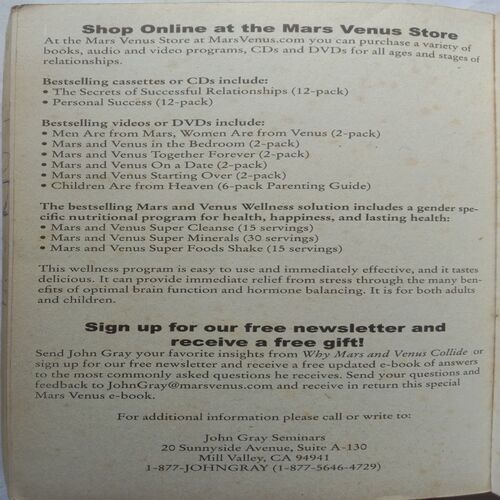 Shop Online at the Mars Venus Store
At the Mars Venus Store at MarsVenus.com you can purchase a variety of
books, audio and video programs, CDs and DVDs for all ages and stages of
relationships.
Bestselling cassettes or CDs include:
• The Secrets of Successful Relationships (12-pack)
• Personal Success (12-pack)
Bestselling videos or DVDs include:
• Men Are from Mars, Women Are from Venus (2-pack)
• Mars and Venus in the Bedroom (2-pack)
• Mars and Venus Together Forever (2-pack)
• Mars and Venus On a Date (2-pack)
• Mars and Venus Starting Over (2-pack)
• Children Are from Heaven (6-pack Parenting Guide)
The bestselling Mars and Venus Wellness solution includes a gender spe-
cific nutritional program for health, happiness, and lasting health:
• Mars and Venus Super Cleanse (15 servings)
• Mars and Venus Super Minerals (30 servings)
• Mars and Venus Super Foods Shake (15 servings)
This wellness program is easy to use and immediately effective, and it tastes
delicious. It can provide immediate relief from stress through the many ben-
efits of optimal brain function and hormone balancing. It is for both adults
and children.
Sign up for our free newsletter and
receive a free gift!
Send John Gray your favorite insights from Why Mars and Venus Collide or
sign up for our free newsletter and receive a free updated e-book of answers
to the most commonly asked questions he receives. Send your questions and
feedback to JohnGray@marsvenus.com and receive in return this special
Mars Venus e-book.
For additional information please call or write to:
John Gray Seminars
20 Sunnyside Avenue, Suite A-130
Mill Valley, CA 94941
1-877-JOHNGRAY (1-877-5646-4729)